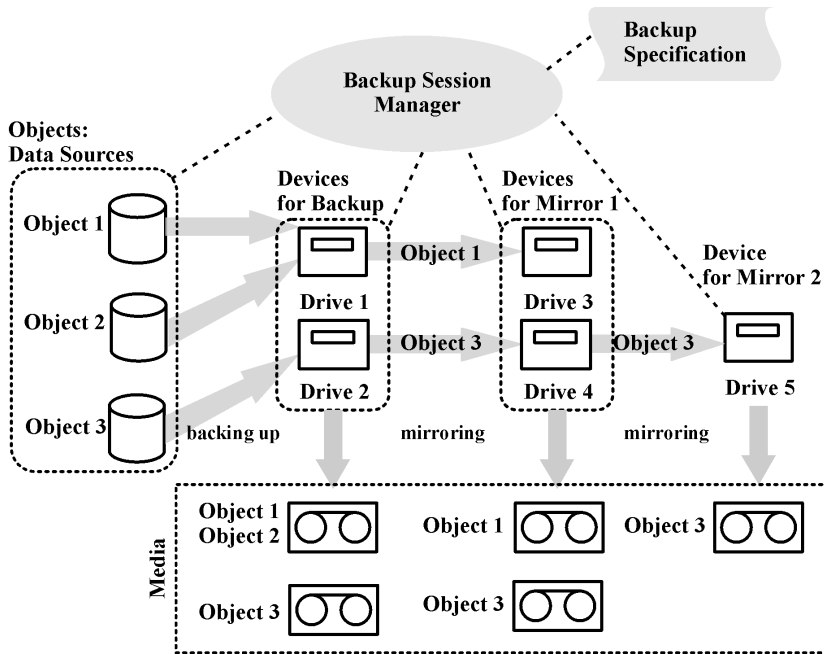 Backup
Specification
Backup Session
Manager
Objects:
Data Sources
Devices
for Backup
Devices
for Mirror 1
Device
for Mirror 2
Object 1
Object 2
Object 3
Drive 1
Drive 2
Object 1
Object 3
Drive 3
Drive 4
Object 3
Drive 5
backing up
mirroring
mirroring
Media
Object 1
Object 2
Object 1
Object 3
Object 3
Object 3